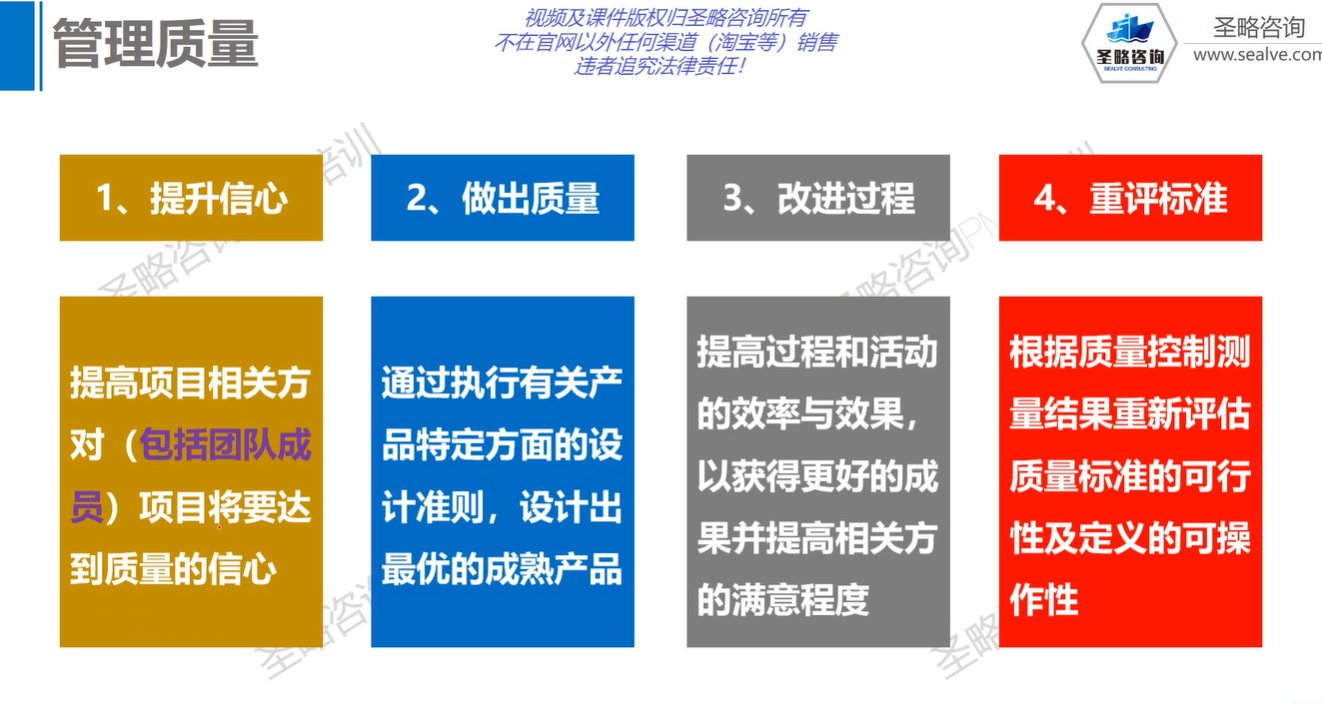 管理质量
视频及课件版权归圣略咨询所有
不在官网以外任何渠道（淘宝等）销售
违者追究法律责任！
圣略咨询
SEALVE CONSULTING
圣略咨询
www.sealve.com
1、提升信心
2、做出质量
3、改进过程
4、重评标准
提高项目相关方
对（包括团队成
员）项目将要达
到质量的信心
通过执行有关产
品特定方面的设
计准则，设计出
最优的成熟产品
提高过程和活动
的效率与效果，
以获得更好的成
果并提高相关方
的满意程度
根据质量控制测
量结果重新评估
质量标准的可行
性及定义的可操
作性
圣略咨询
培训
略咨询PM
训
圣略咨询
圣略